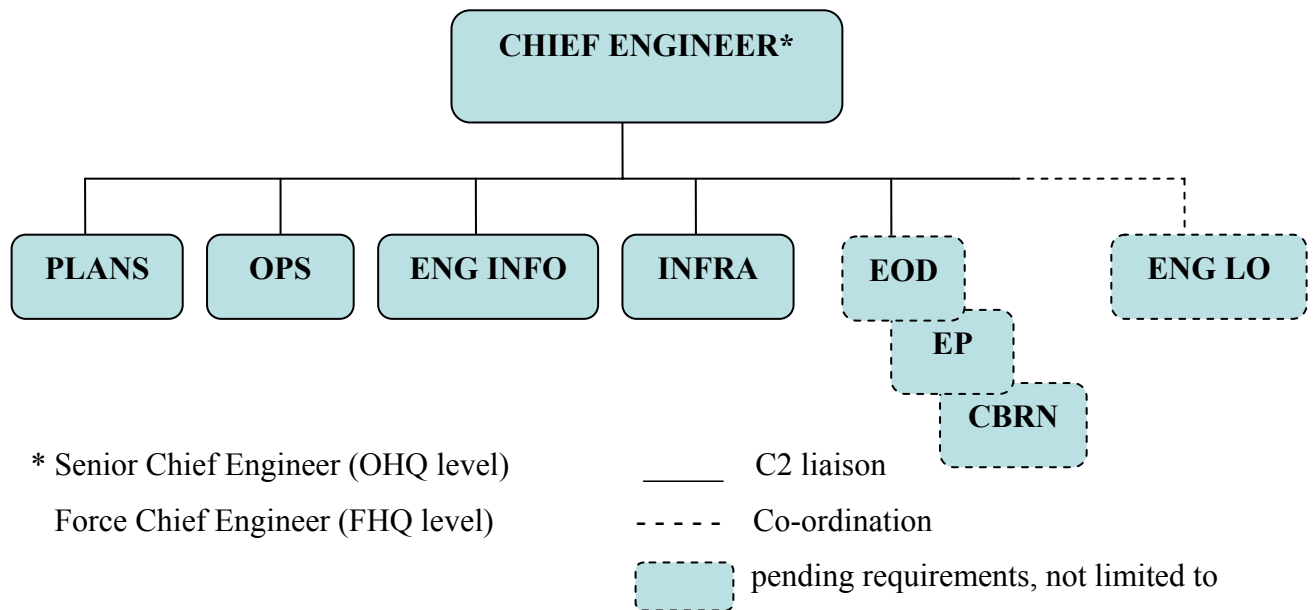 CHIEF ENGINEER*
PLANS
OPS
ENG INFO
INFRA
EOD
ENG LO
EP
CBRN
* Senior Chief Engineer (OHQ level)
Force Chief Engineer (FHQ level)
C2 liaison
Co-ordination
pending requirements, not limited to